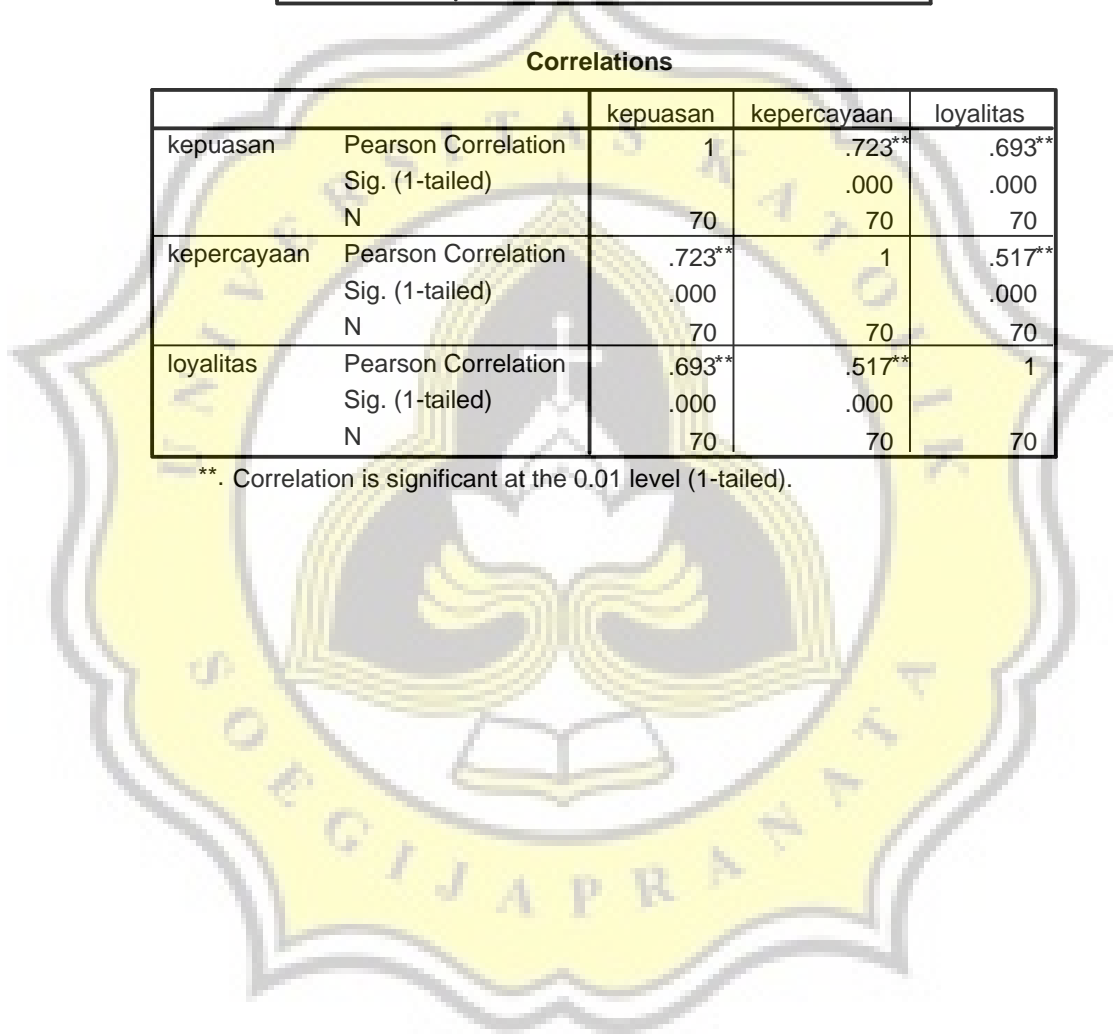 Correlations
kepuasan kepercayaan loyalitas
kepuasan Pearson Correlation 1 .723** .693**
Sig. (1-tailed) .000 .000
N 70 70 70
kepercayaan Pearson Correlation .723** 1 .517**
Sig. (1-tailed) .000 .000
N 70 70 70
loyalitas Pearson Correlation .693** .517** 1
Sig. (1-tailed) .000 .000
N 70 70 70
**. Correlation is significant at the 0.01 level (1-tailed).
UNIVERSITAS KATOLIK
SOEGIJAPRANATA